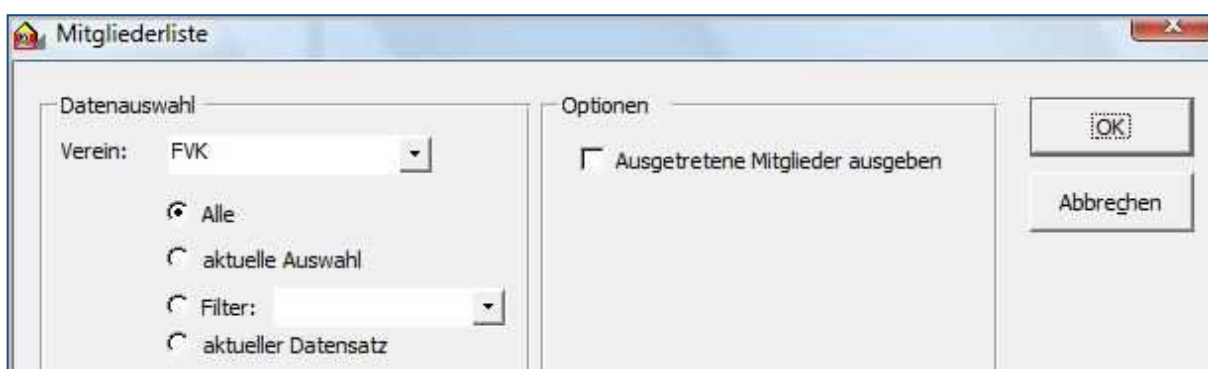 Mitgliederliste
Datenauswahl
Verein: FVK
Alle
aktuelle Auswahl
Filter:
aktueller Datensatz
Optionen
Ausgetretene Mitglieder ausgeben
OK
Abbrechen